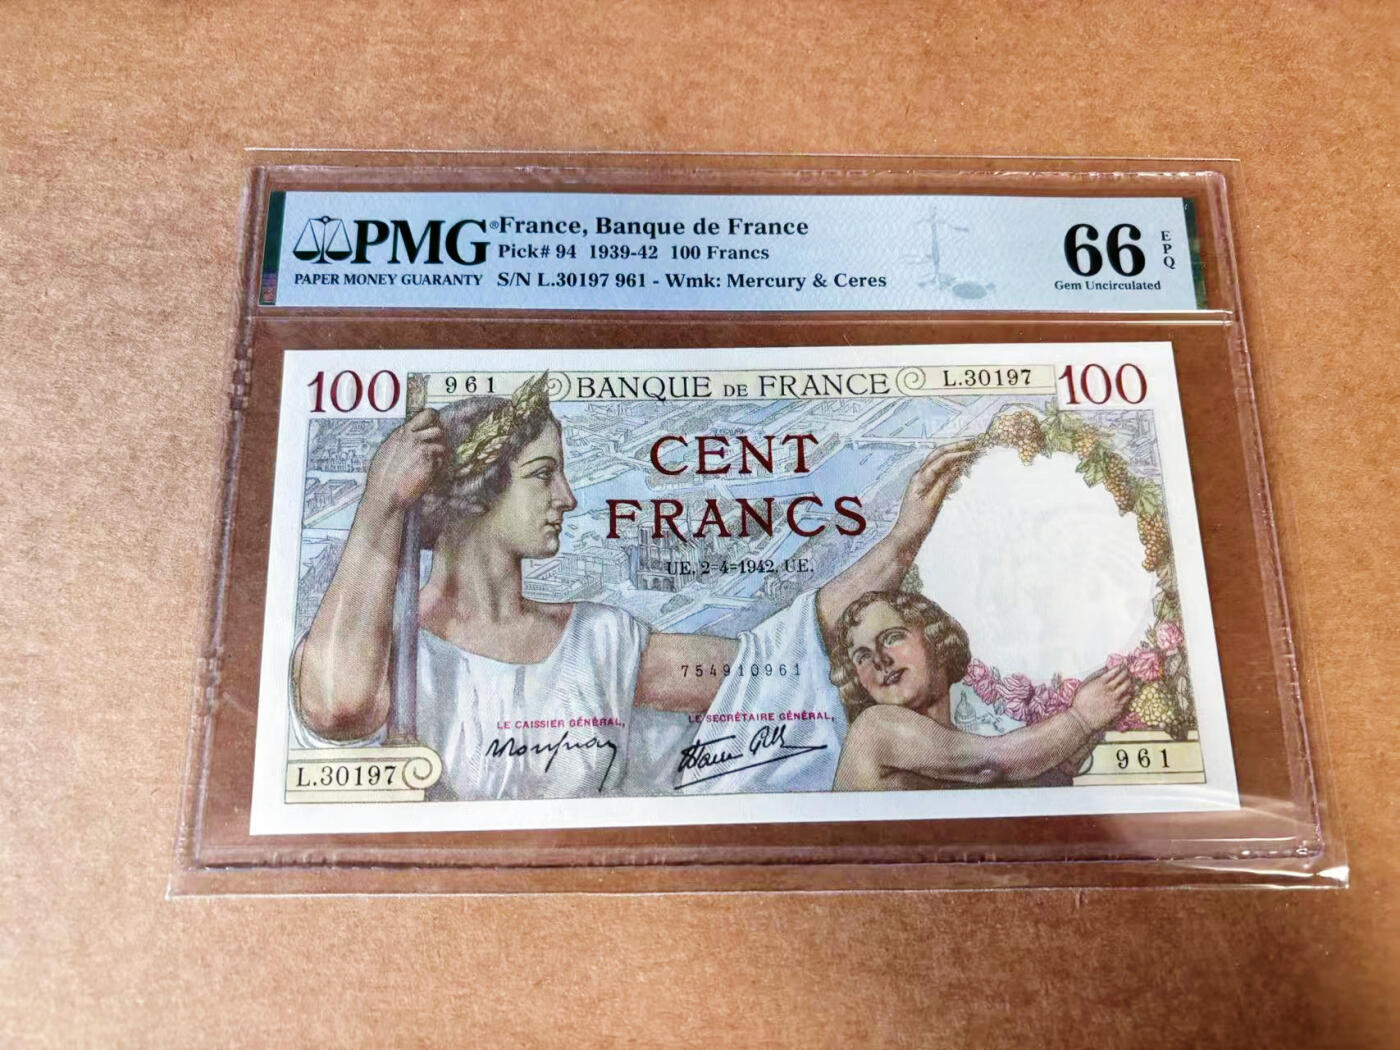 PMG®
PAPER MONEY GUARANTY
France, Banque de France
Pick# 94 1939-42 100 Francs
S/N L.30197 961 - Wmk: Mercury & Ceres
66
EPQ
Gem Uncirculated
100 961 BANQUE DE FRANCE L.30197 100
CENT
FRANCS
UE. 2=4=1942. UE.
754910961
LE CAISSIER GÉNÉRAL, LE SECRÉTAIRE GÉNÉRAL,
L.30197 961